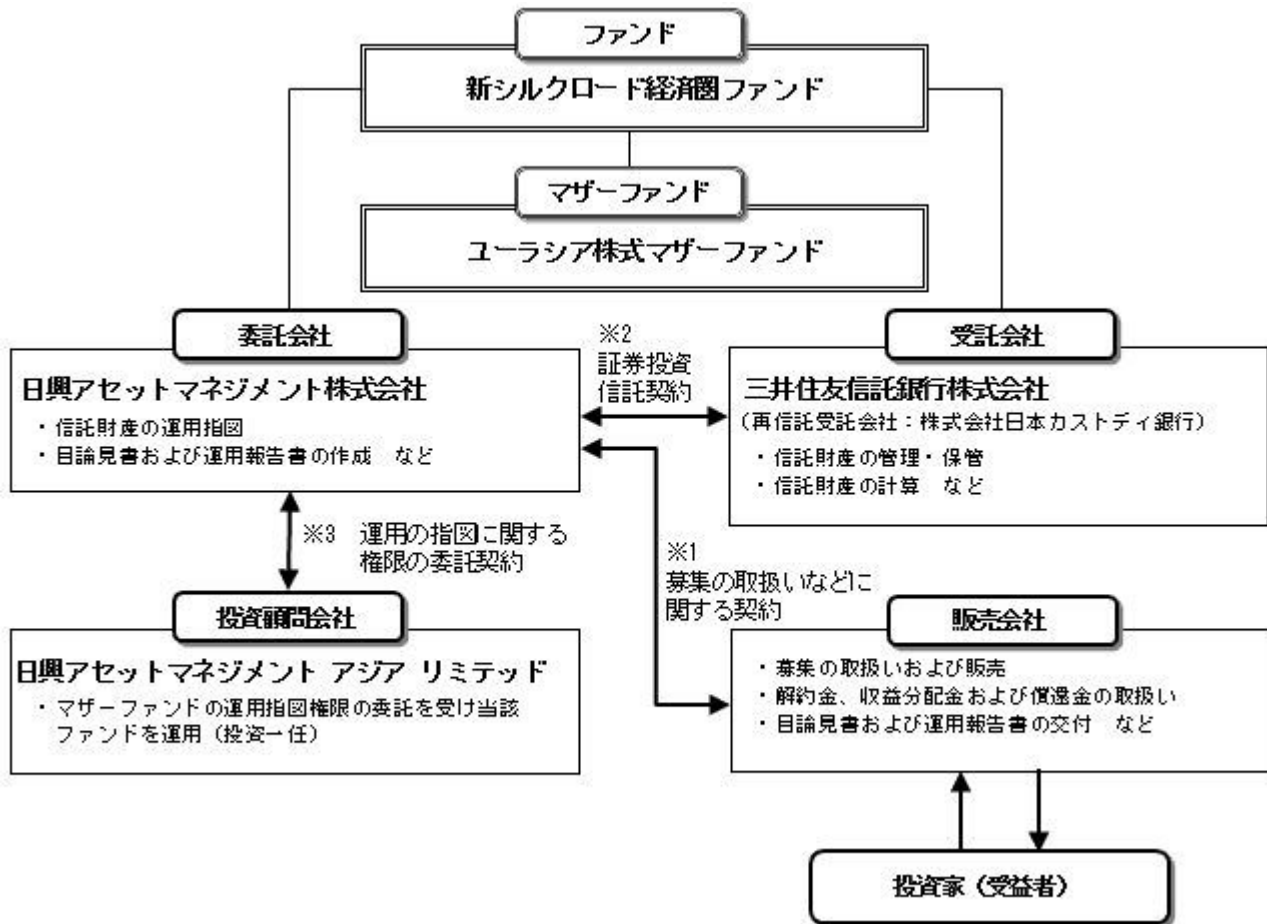 ファンド
新シルクロード経済圏ファンド
マザーファンド
ユーラシア株式マザーファンド
委託会社
日興アセットマネジメント株式会社
・信託財産の運用指図
・目論見書および運用報告書の作成　など
※2
証券投資
信託契約
受託会社
三井住友信託銀行株式会社
（再信託受託会社：株式会社日本カストディ銀行）
・信託財産の管理・保管
・信託財産の計算　など
※3　運用の指図に関する
権限の委託契約
※1
募集の取扱いなどに
関する契約
投資顧問会社
日興アセットマネジメント アジア リミテッド
・マザーファンドの運用指図権限の委託を受け当該
ファンドを運用（投資一任）
販売会社
・募集の取扱いおよび販売
・解約金、収益分配金および償還金の取扱い
・目論見書および運用報告書の交付　など
投資家（受益者）